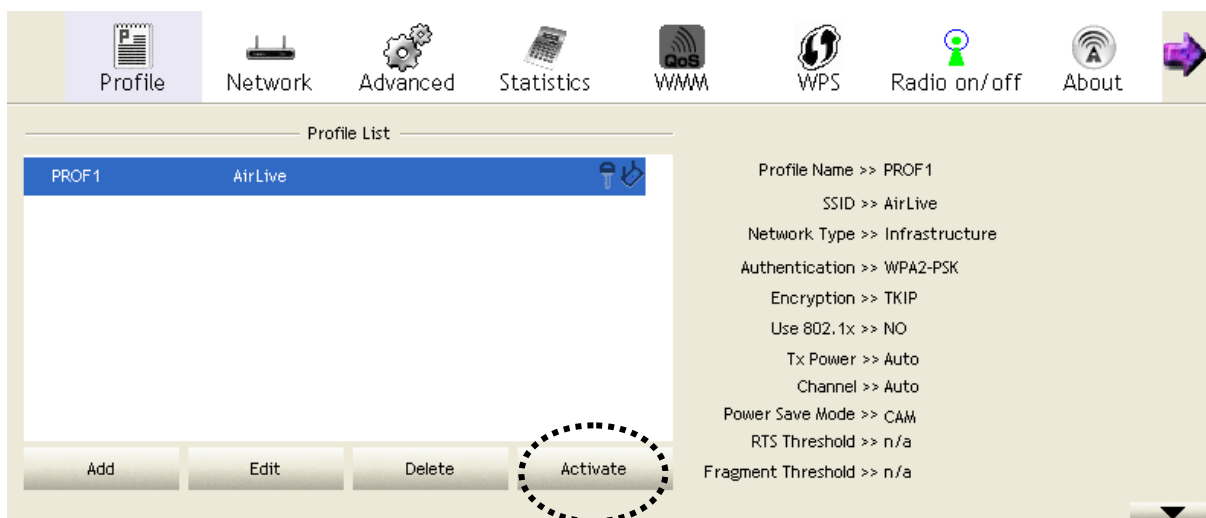 Profile Network Advanced Statistics QoS WMM WPS Radio on/off About
Profile List
PROF1 AirLive
Profile Name >> PROF1
SSID >> AirLive
Network Type >> Infrastructure
Authentication >> WPA2-PSK
Encryption >> TKIP
Use 802.1x >> NO
Tx Power >> Auto
Channel >> Auto
Power Save Mode >> CAM
RTS Threshold >> n/a
Fragment Threshold >> n/a
Add Edit Delete Activate